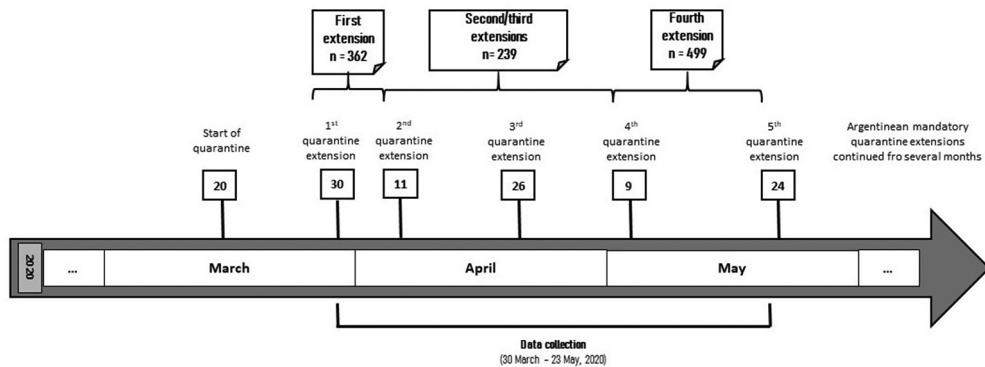 First
extension
n = 362
Second/third
extensions
n= 239
Fourth
extension
n = 499
Start of
quarantine
1st
quarantine
extension
2nd
quarantine
extension
3rd
quarantine
extension
4th
quarantine
extension
5th
quarantine
extension
Argentinean mandatory
quarantine extensions
continued fro several months
20
30
11
26
9
24
2020
...
March
April
May
...
Data collection
(30 March – 23 May, 2020)